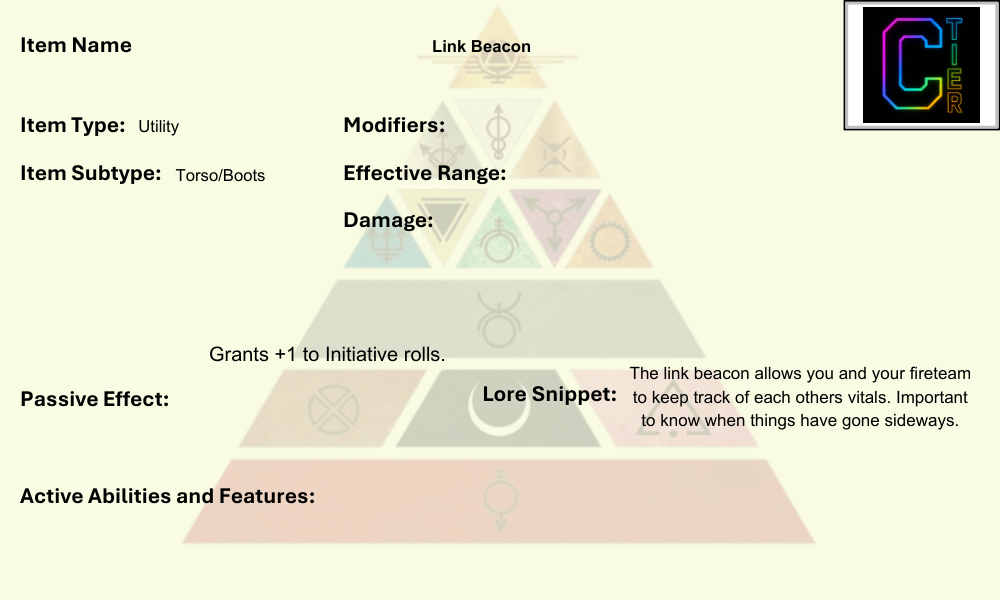 Item Name
Link Beacon
C TIER
Item Type: Utility
Modifiers:
Item Subtype: Torso/Boots
Effective Range:
Damage:
Grants +1 to Initiative rolls.
Passive Effect:
Lore Snippet:
The link beacon allows you and your fireteam
to keep track of each others vitals. Important
to know when things have gone sideways.
Active Abilities and Features: